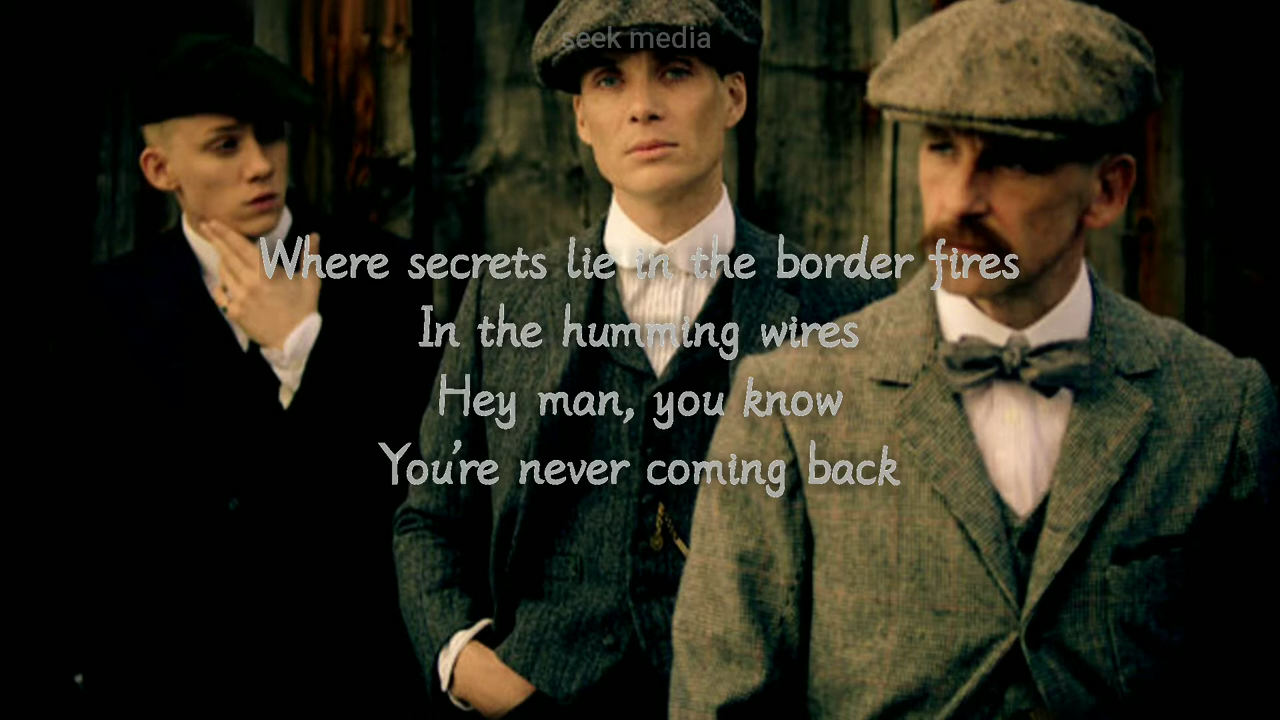 seek media
Where secrets lie in the border fires
In the humming wires
Hey man, you know
You're never coming back